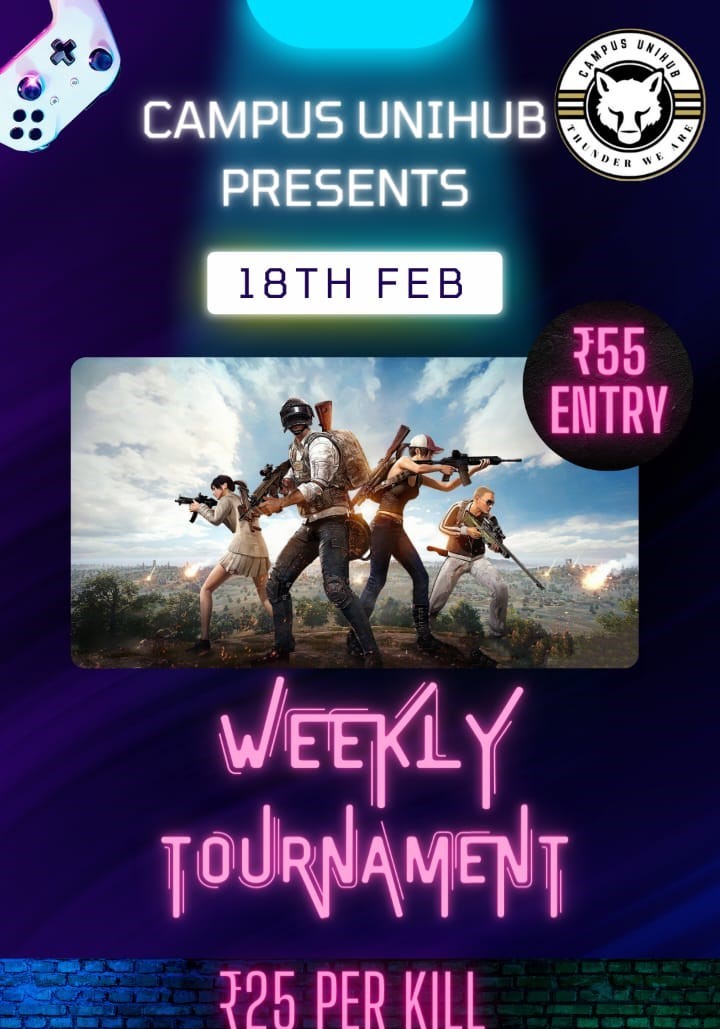 CAMPUS UNIHUB
THUNDER WE ARE
CAMPUS UNIHUB
PRESENTS
18TH FEB
₹55
ENTRY
WEEKLY
TOURNAMENT
₹25 PER KILL